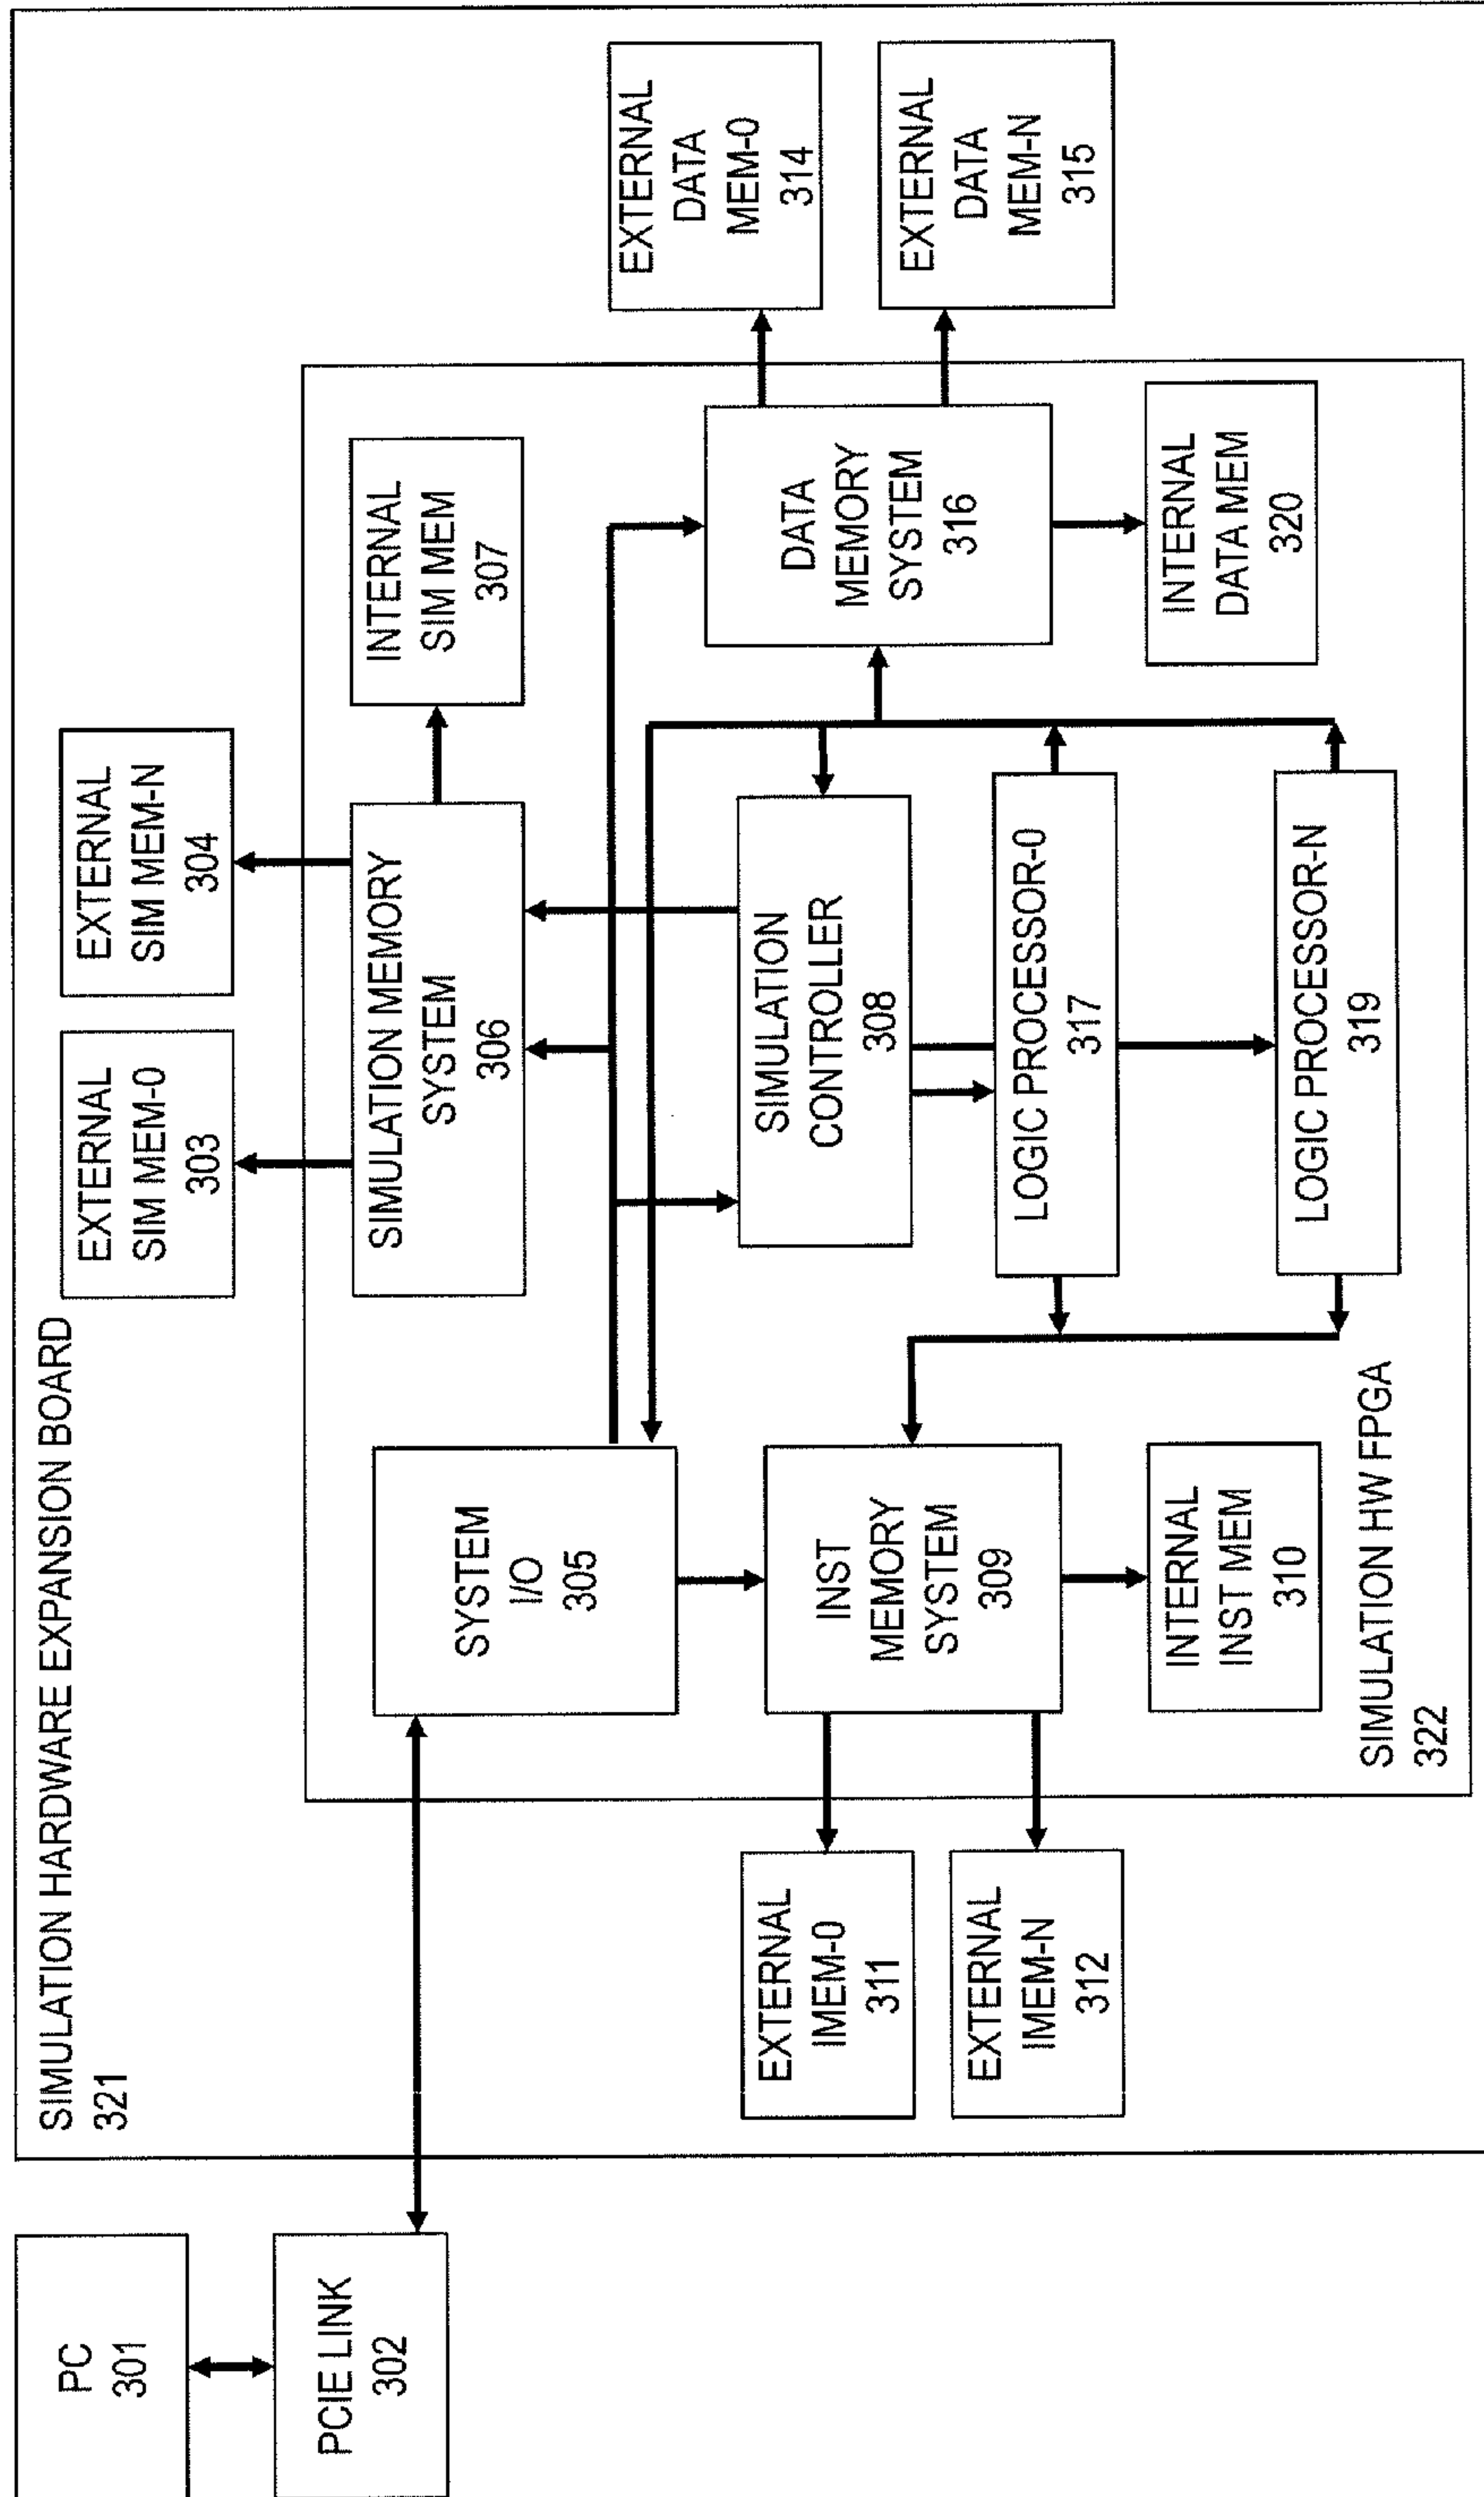 PC
301
PCIE LINK
302
SIMULATION HARDWARE EXPANSION BOARD
321
EXTERNAL
SIM MEM-0
303
EXTERNAL
SIM MEM-N
304
SYSTEM
I/O
305
SIMULATION MEMORY
SYSTEM
306
INTERNAL
SIM MEM
307
EXTERNAL
DATA
MEM-0
314
EXTERNAL
DATA
MEM-N
315
SIMULATION
CONTROLLER
308
DATA
MEMORY
SYSTEM
316
EXTERNAL
IMEM-0
311
EXTERNAL
IMEM-N
312
INST
MEMORY
SYSTEM
309
LOGIC PROCESSOR-0
317
INTERNAL
INST MEM
310
LOGIC PROCESSOR-N
319
INTERNAL
DATA MEM
320
SIMULATION HW FPGA
322